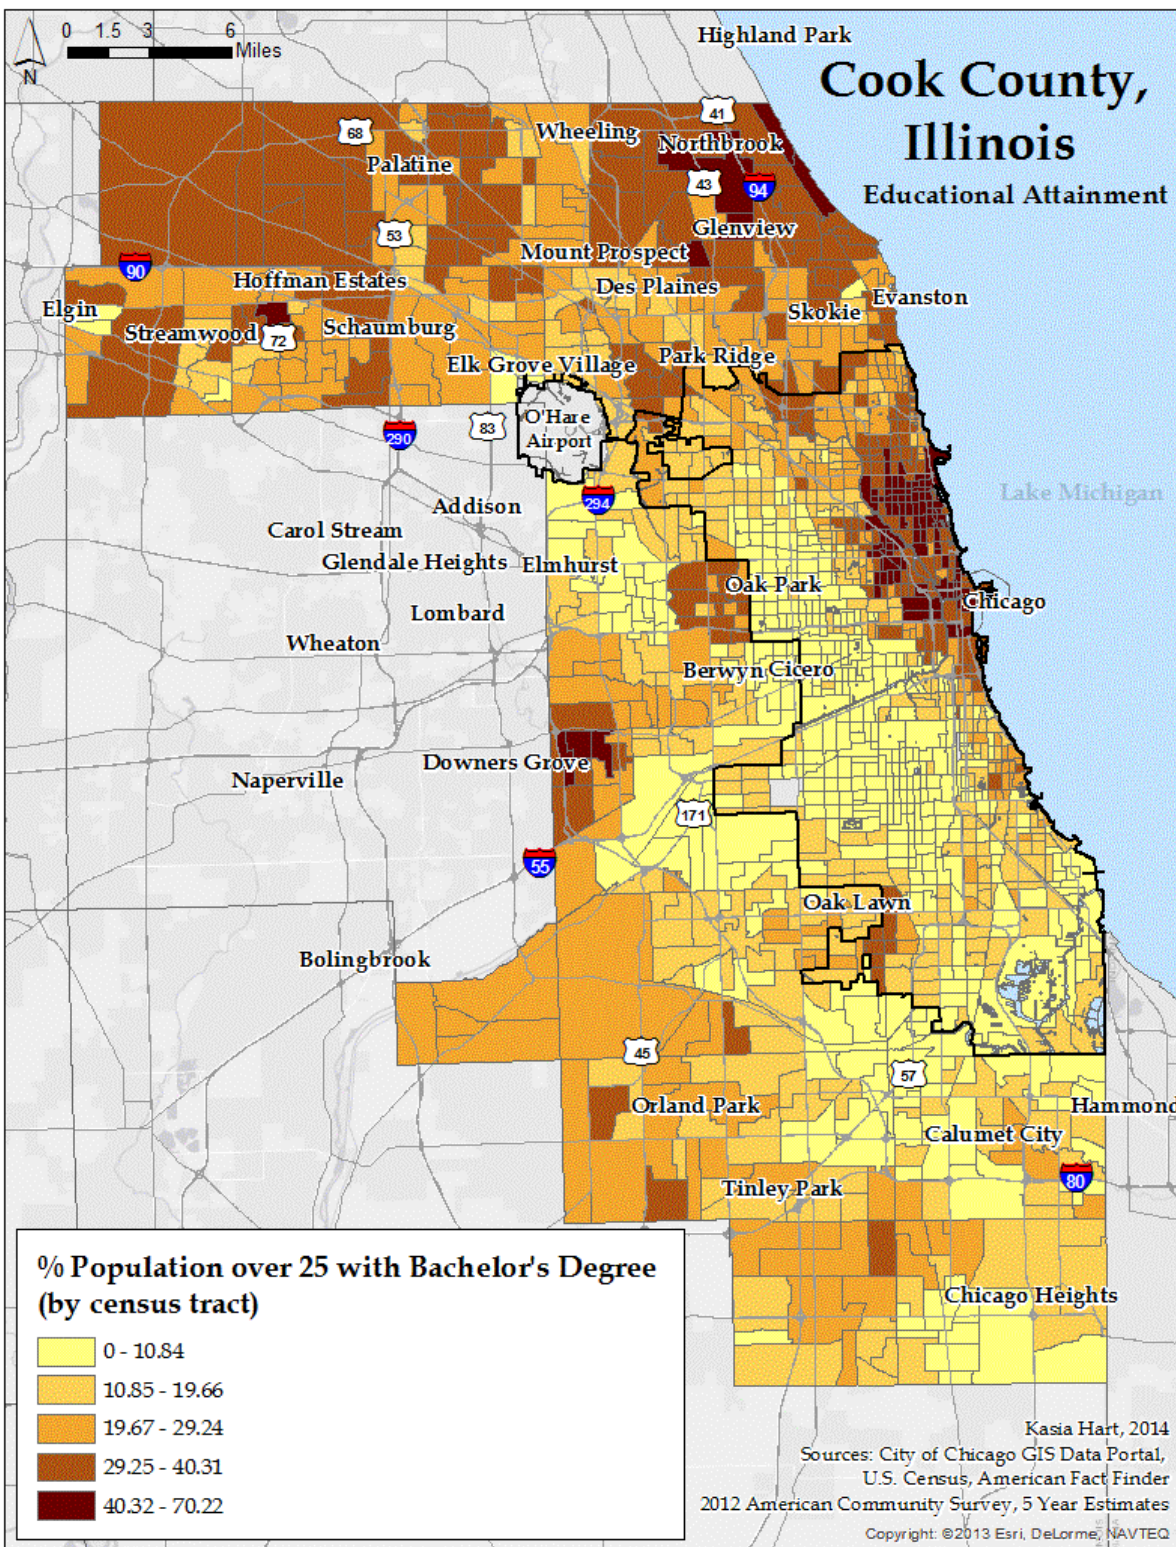 0 1.5 3 6
Miles
N
Highland Park
Cook County,
Illinois
Educational Attainment
41
68
Wheeling
Northbrook
Palatine
43
94
53
Glenview
Mount Prospect
90
Hoffman Estates
Des Plaines
Evanston
Elgin
Skokie
Streamwood
72
Schaumburg
Park Ridge
Elk Grove Village
O'Hare
Airport
83
290
Lake Michigan
294
Addison
Carol Stream
Glendale Heights
Elmhurst
Oak Park
Chicago
Lombard
Wheaton
Berwyn
Cicero
Downers Grove
Naperville
171
55
Oak Lawn
Bolingbrook
45
57
Orland Park
Hammond
Calumet City
80
Tinley Park
Chicago Heights
% Population over 25 with Bachelor's Degree
(by census tract)
0 - 10.84
10.85 - 19.66
19.67 - 29.24
29.25 - 40.31
40.32 - 70.22
Kasia Hart, 2014
Sources: City of Chicago GIS Data Portal,
U.S. Census, American Fact Finder
2012 American Community Survey, 5 Year Estimates
Copyright: ©2013 Esri, DeLorme, NAVTEQ